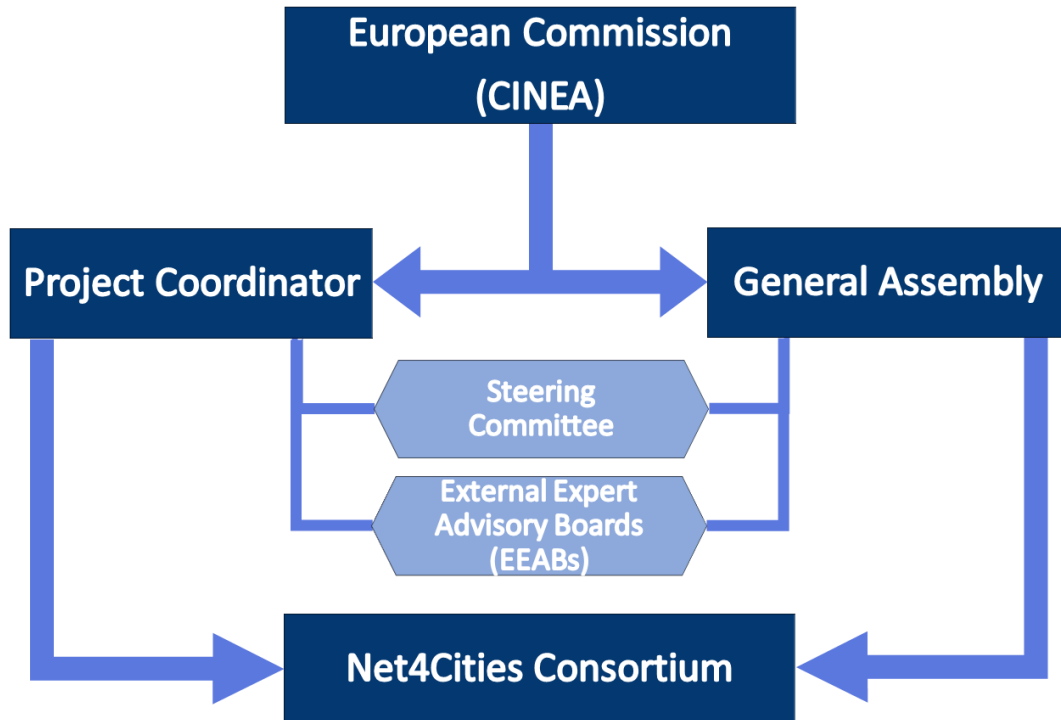 European Commission
(CINEA)
Project Coordinator
General Assembly
Steering
Committee
External Expert
Advisory Boards
(EEABs)
Net4Cities Consortium